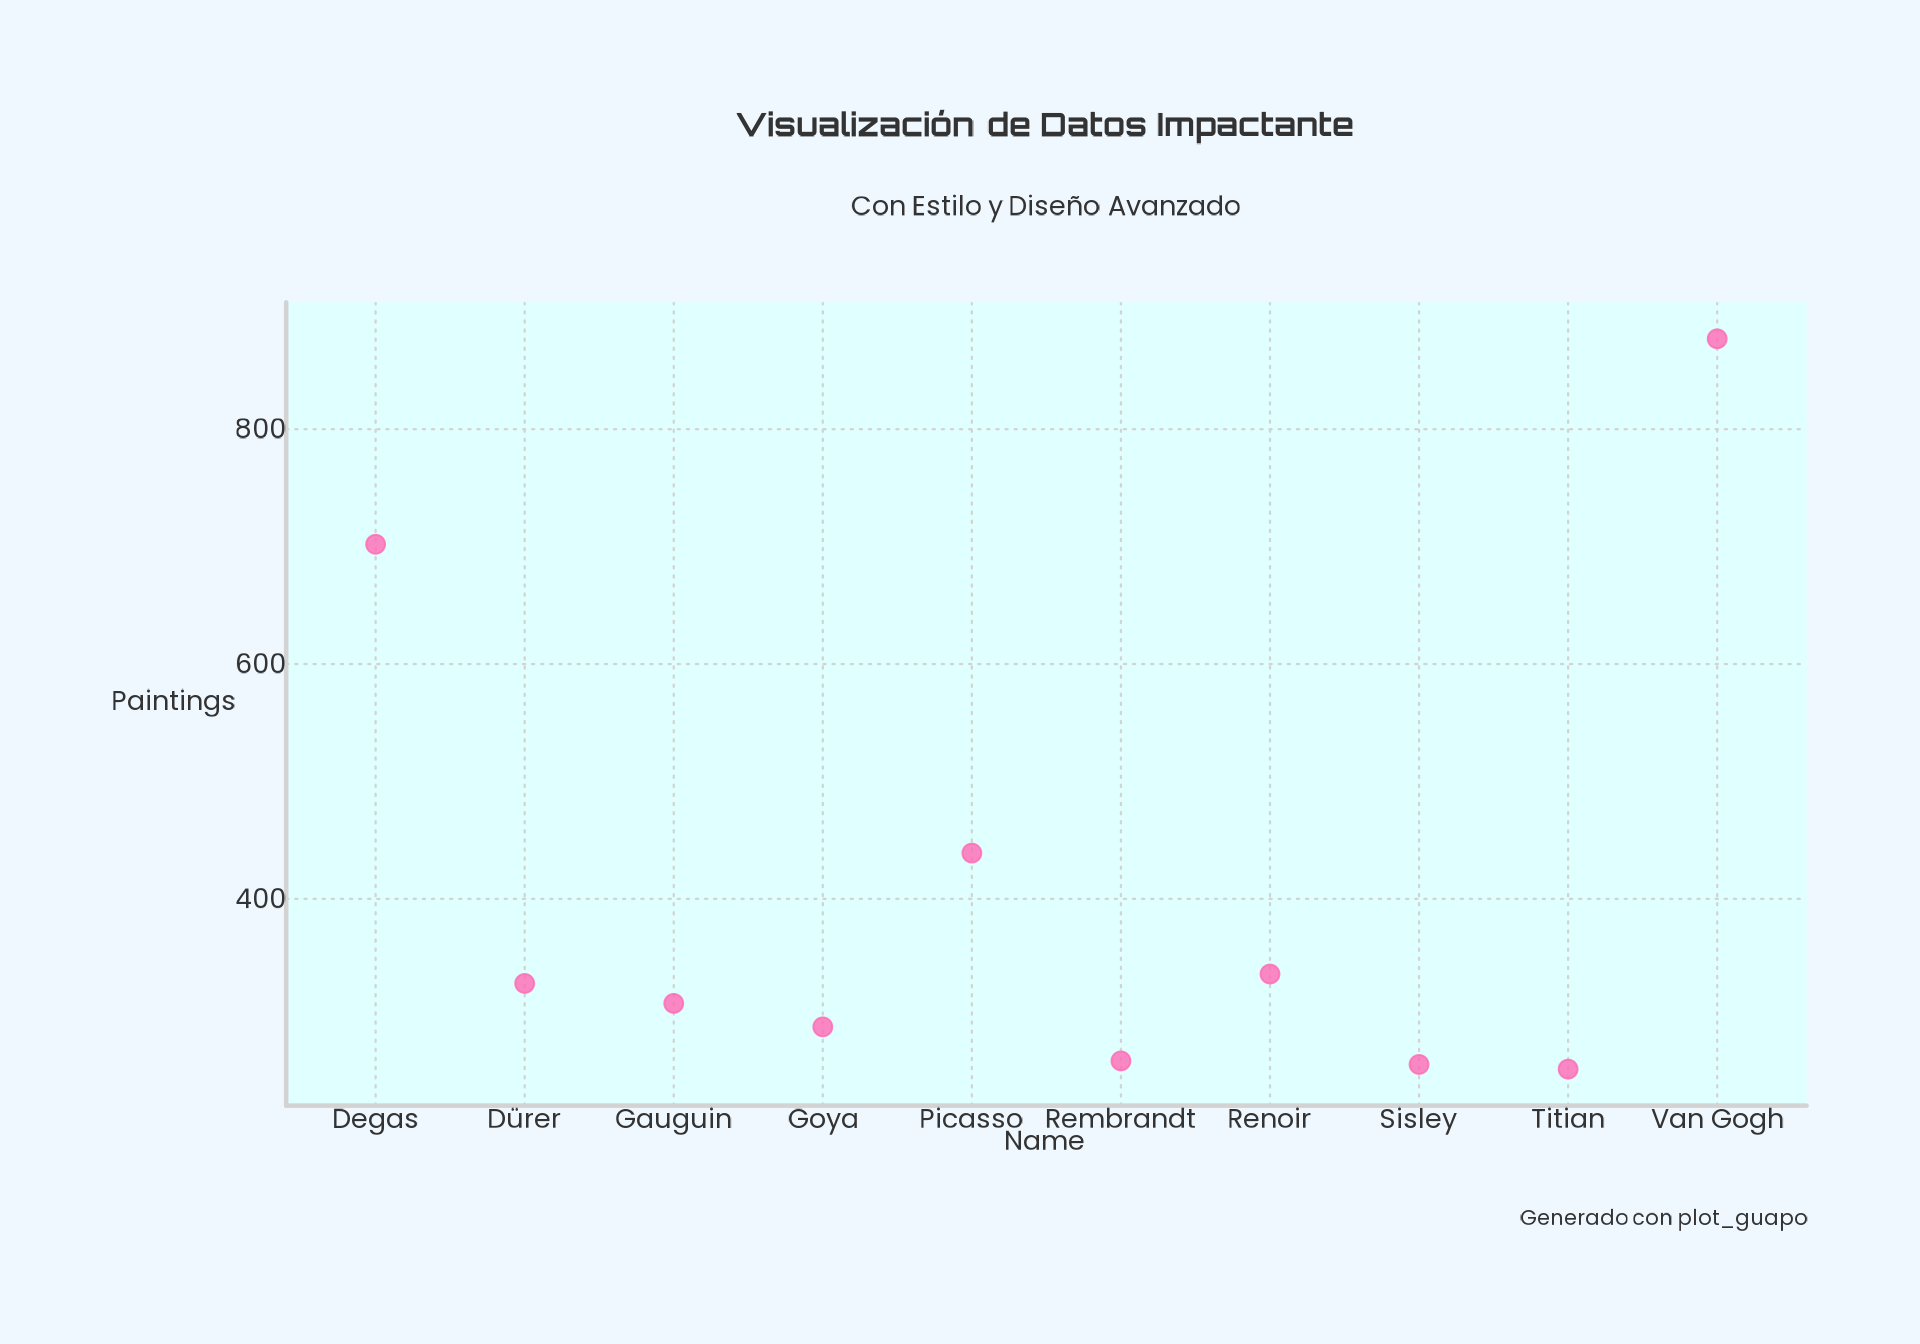 Visualización de Datos Impactante
Con Estilo y Diseño Avanzado
800
600
Paintings
400
Degas Dürer Gauguin Goya Picasso Rembrandt Renoir Sisley Titian Van Gogh
Name
Generado con plot_guapo